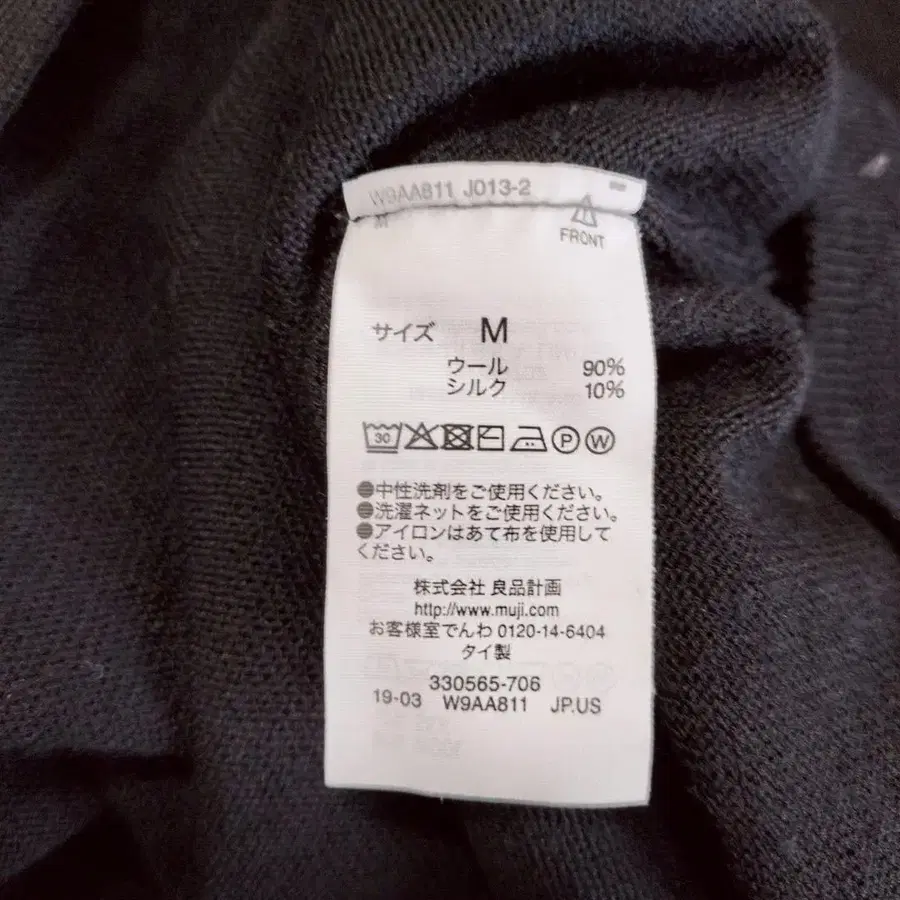 W9AA811 J013-2
M
FRONT
サイズ M
ウール 90%
シルク 10%
30 P W
●中性洗剤をご使用ください。
●洗濯ネットをご使用ください。
●アイロンはあて布を使用して
ください。
株式会社 良品計画
http://www.muji.com
お客様室でんわ 0120-14-6404
タイ製
330565-706
19-03 W9AA811 JP.US